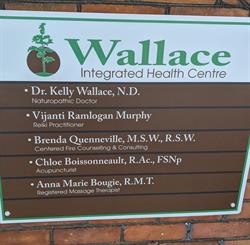 Wallace
Integrated Health Centre
• Dr. Kelly Wallace, N.D.
Naturopathic Doctor
• Vijanti Ramlogan Murphy
Reiki Practitioner
• Brenda Quenneville, M.S.W., R.S.W.
Centered Fire Counselling & Consulting
• Chloe Boissonneault, R.Ac., FSNp
Acupuncturist
• Anna Marie Bougie, R.M.T.
Registered Massage Therapist